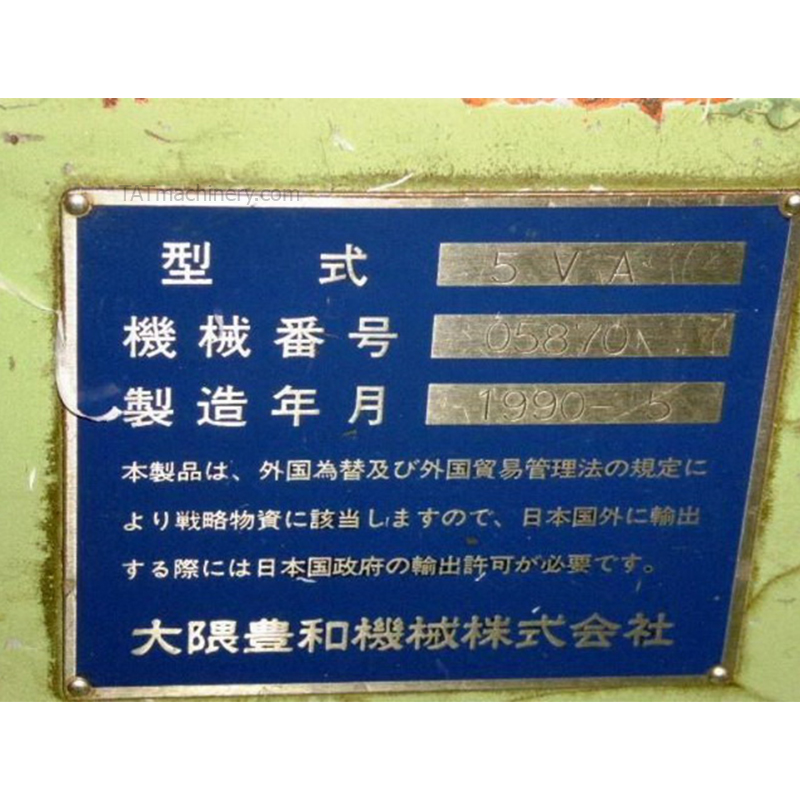 TATmachinery.com
型式 5 V A
機械番号 05870
製造年月 1990-5
本製品は、外国為替及び外国貿易管理法の規定に
より戦略物資に該当しますので、日本国外に輸出
する際には日本国政府の輸出許可が必要です。
大隈豊和機械株式会社